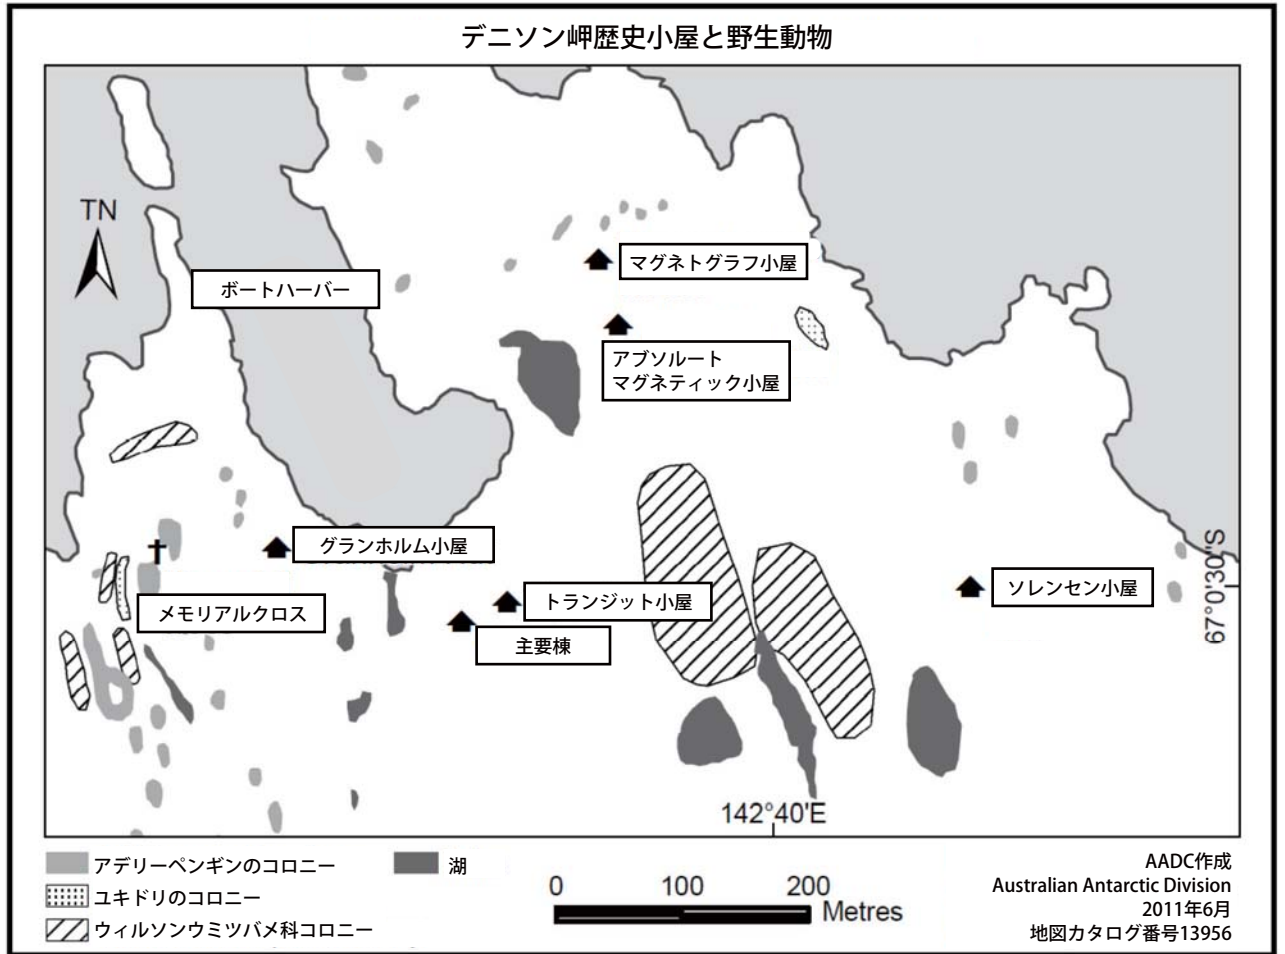 デニソン岬歴史小屋と野生動物
TN
マグネトグラフ小屋
ボートハーバー
アブソルート
マグネティック小屋
グランホルム小屋
ソレンセン小屋
67°0'30"S
トランジット小屋
メモリアルクロス
主要棟
142°40'E
アデリーペンギンのコロニー
湖
ユキドリのコロニー
ウィルソンウミツバメ科コロニー
0 100 200
Metres
AADC作成
Australian Antarctic Division
2011年6月
地図カタログ番号13956